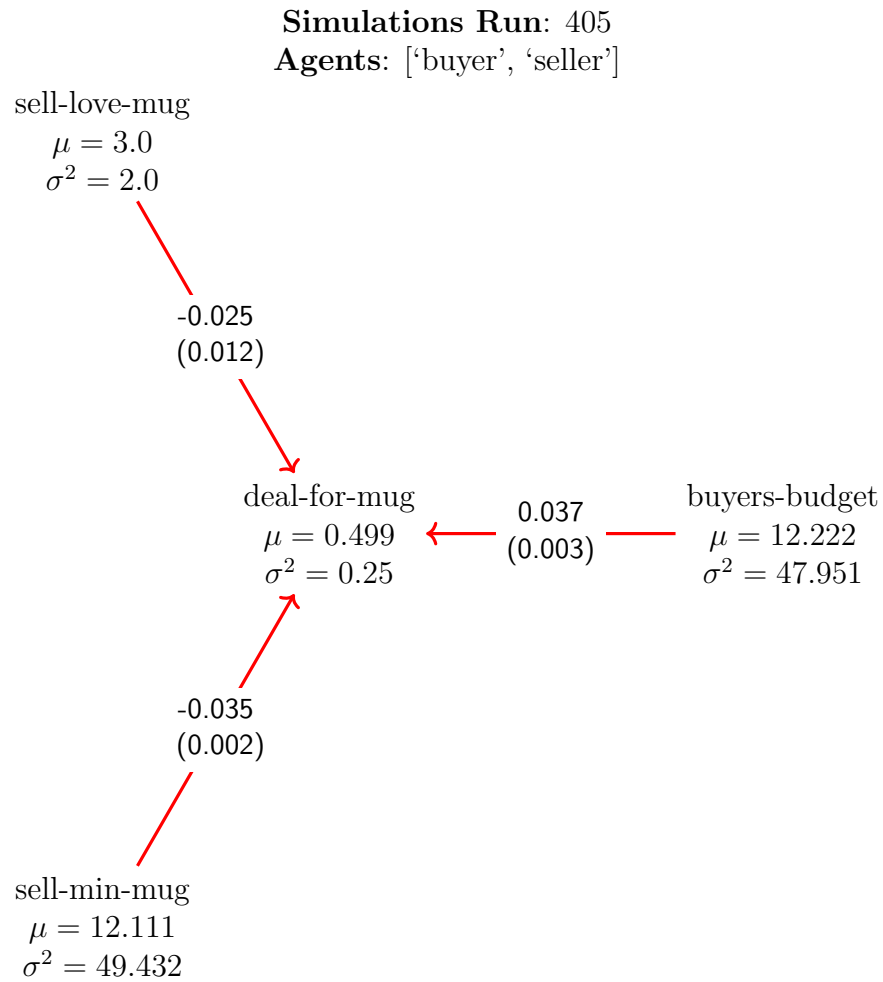 Simulations Run: 405
Agents: [‘buyer’, ‘seller’]
sell-love-mug
μ = 3.0
σ² = 2.0
-0.025
(0.012)
deal-for-mug
μ = 0.499
σ² = 0.25
0.037
(0.003)
buyers-budget
μ = 12.222
σ² = 47.951
-0.035
(0.002)
sell-min-mug
μ = 12.111
σ² = 49.432